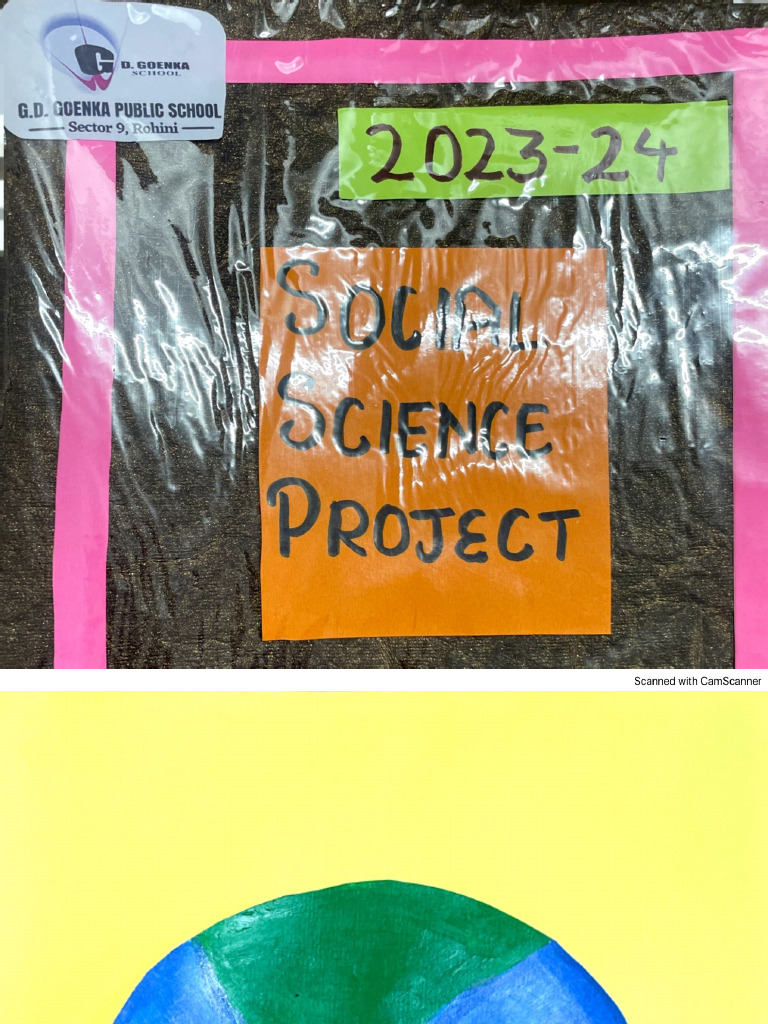 D. GOENKA
SCHOOL
G.D. GOENKA PUBLIC SCHOOL
Sector 9, Rohini
2023-24
SOCIAL
SCIENCE
PROJECT
Scanned with CamScanner